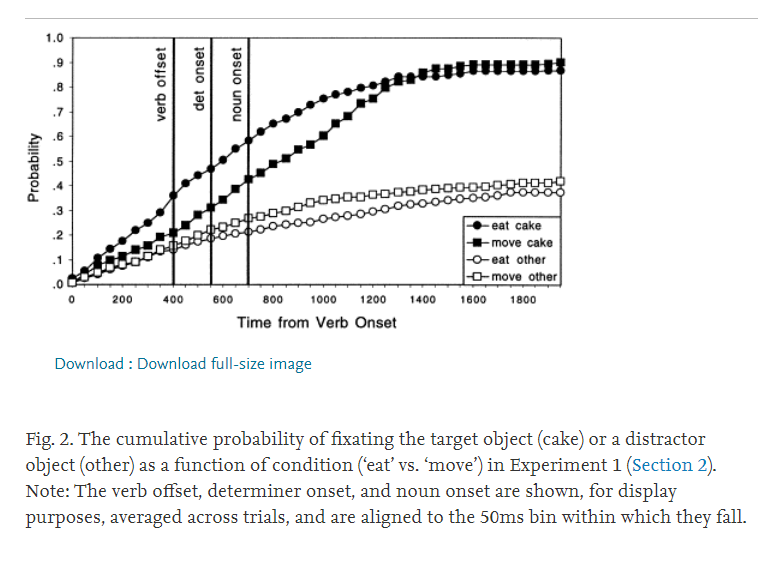 1.0
.9
.8
.7
.6
.5
.4
.3
.2
.1
.0
Probability
verb offset
det onset
noun onset
eat cake
move cake
eat other
move other
0 200 400 600 800 1000 1200 1400 1600 1800
Time from Verb Onset
Download : Download full-size image
Fig. 2. The cumulative probability of fixating the target object (cake) or a distractor
object (other) as a function of condition (‘eat’ vs. ‘move’) in Experiment 1 (Section 2).
Note: The verb offset, determiner onset, and noun onset are shown, for display
purposes, averaged across trials, and are aligned to the 50ms bin within which they fall.